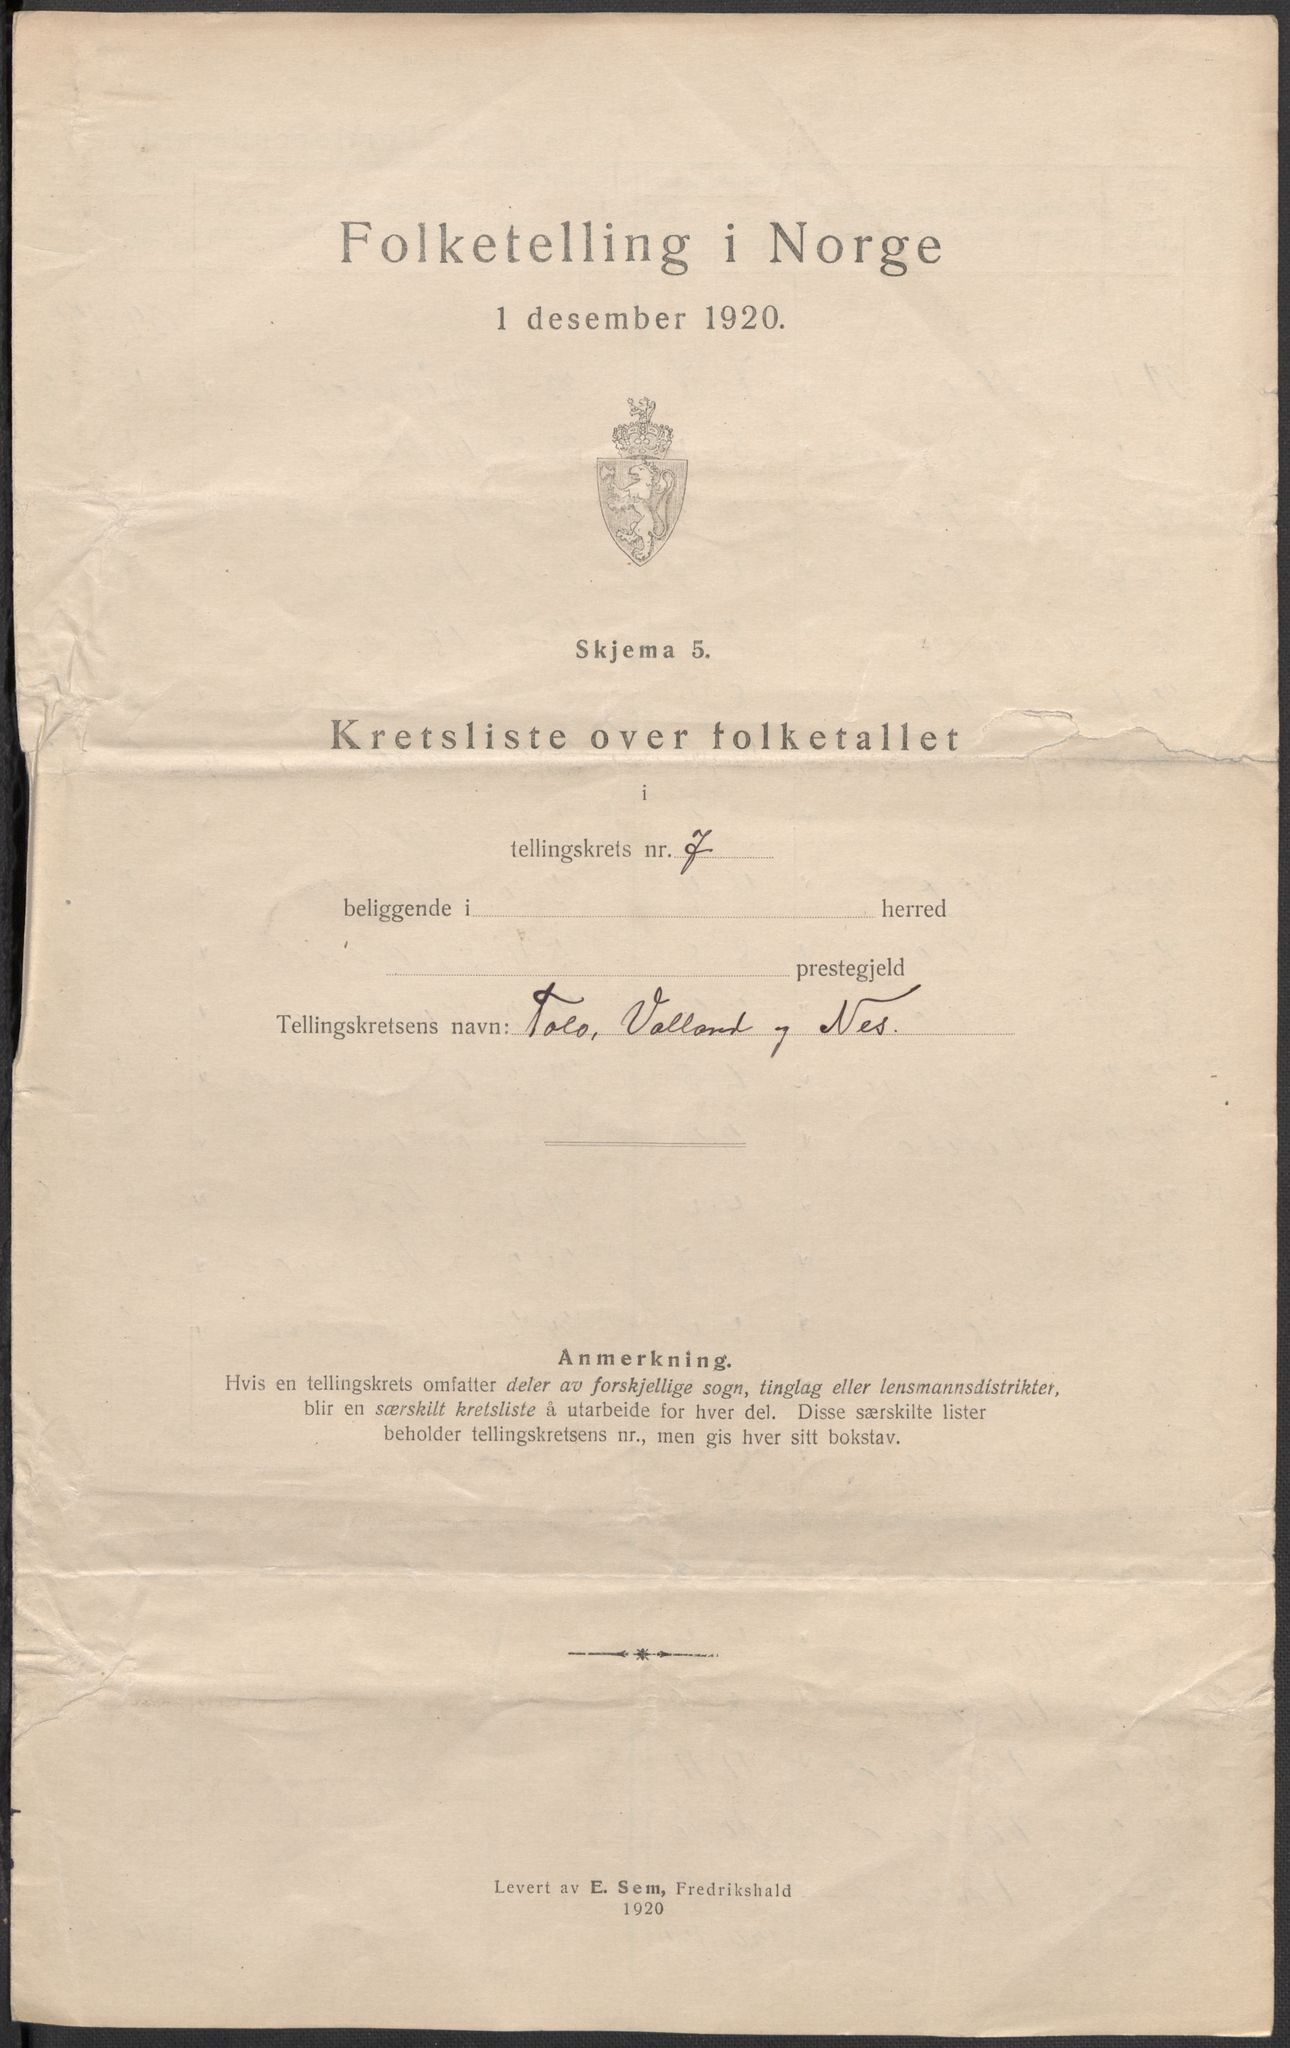 Folketelling i Norge
1 desember 1920.
Skjema 5.
Kretsliste over folketallet
i
tellingskrets nr. 7
beliggende i herred
prestegjeld
Tellingskretsens navn: Tolo, Valland og Nes.
Anmerkning.
Hvis en tellingskrets omfatter deler av forskjellige sogn, tinglag eller lensmannsdistrikter,
blir en særskilt kretsliste å utarbeide for hver del. Disse særskilte lister
beholder tellingskretsens nr., men gis hver sitt bokstav.
Levert av E. Sem, Fredrikshald
1920